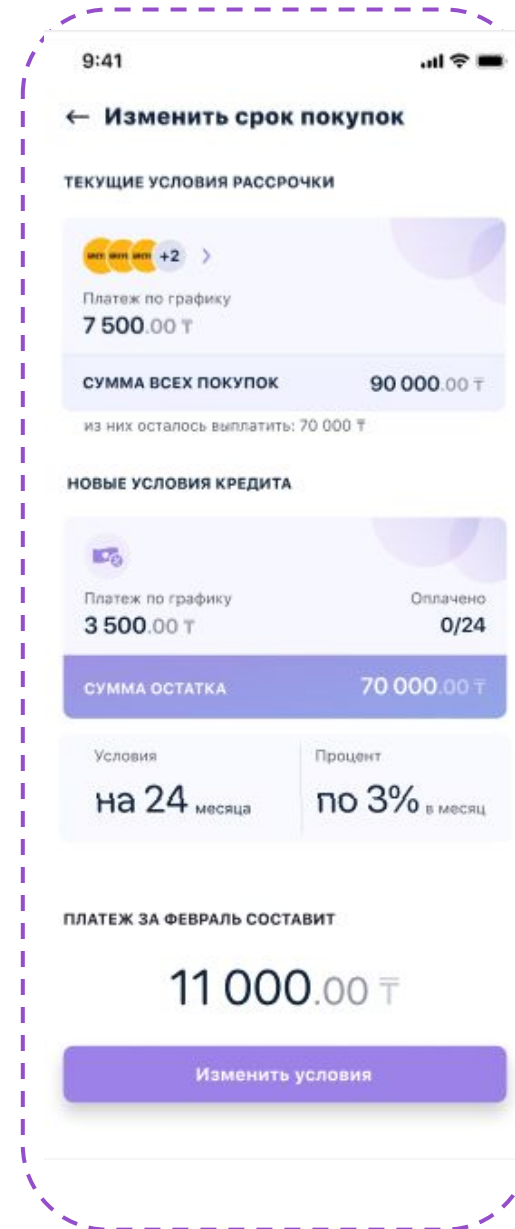 9:41
← Изменить срок покупок
ТЕКУЩИЕ УСЛОВИЯ РАССРОЧКИ
+2
Платеж по графику
7 500.00 ₸
СУММА ВСЕХ ПОКУПОК 90 000.00 ₸
из них осталось выплатить: 70 000 ₸
НОВЫЕ УСЛОВИЯ КРЕДИТА
Платеж по графику Оплачено
3 500.00 ₸ 0/24
СУММА ОСТАТКА 70 000.00 ₸
Условия Процент
на 24 месяца по 3% в месяц
ПЛАТЕЖ ЗА ФЕВРАЛЬ СОСТАВИТ
11 000.00 ₸
Изменить условия